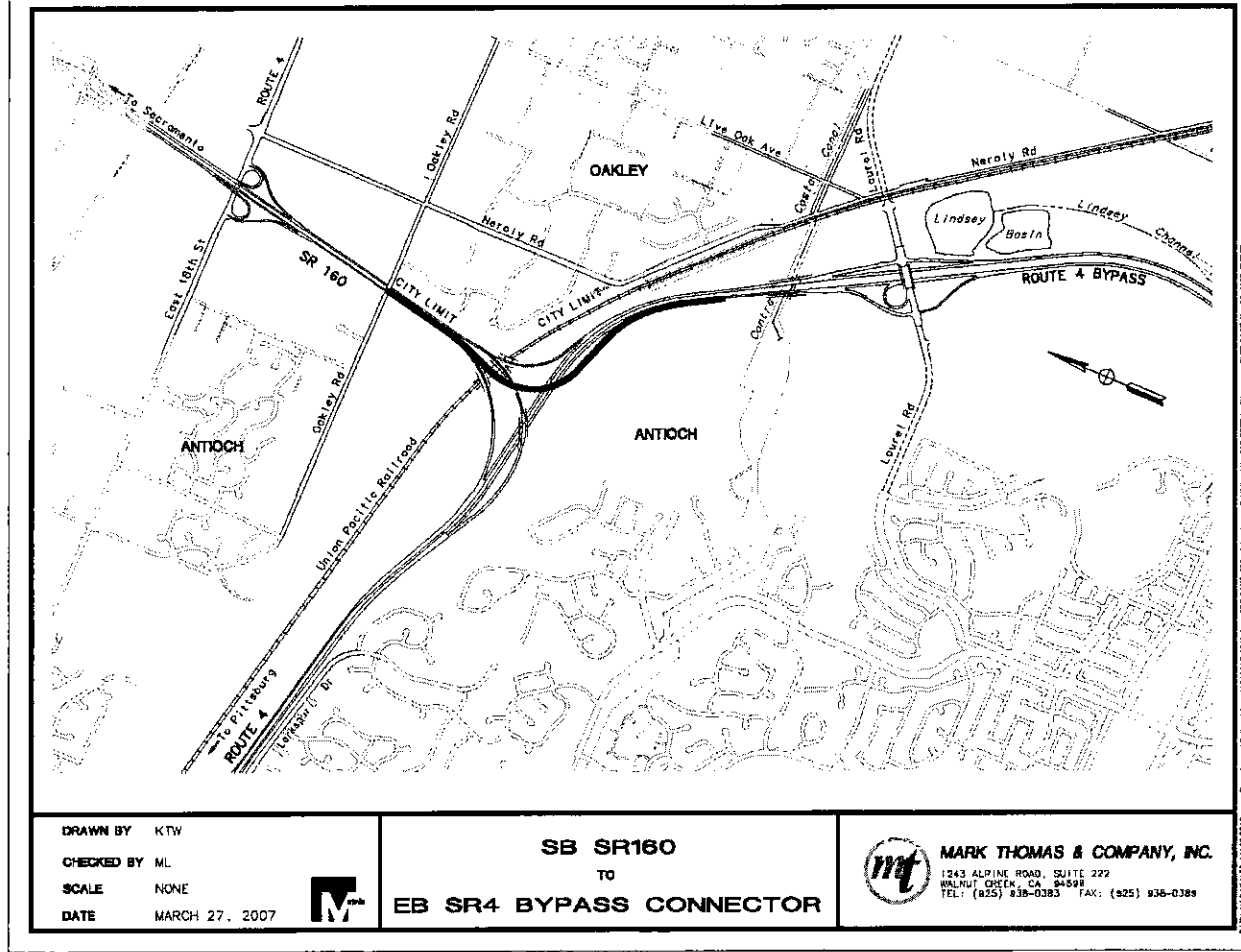 To Sacramento
ROUTE 4
Oakley Rd
Live Oak Ave
Canal
Costa
Contra
Laurel Rd
Neroly Rd
OAKLEY
Lindsey
Basin
Lindsey
Channel
Neroly Rd
East 18th St
SR 160
CITY LIMIT
CITY LIMIT
ROUTE 4 BYPASS
Oakley Rd
ANTIOCH
ANTIOCH
Laurel Rd
Union Pacific Railroad
To Pittsburg
ROUTE 4
Dr
DRAWN BY KTW
CHECKED BY ML
SCALE NONE
DATE MARCH 27, 2007
SB SR160
TO
EB SR4 BYPASS CONNECTOR
mt
MARK THOMAS & COMPANY, INC.
1243 ALPINE ROAD, SUITE 222
WALNUT CREEK, CA 94598
TEL: (925) 938-0383 FAX: (925) 938-0389